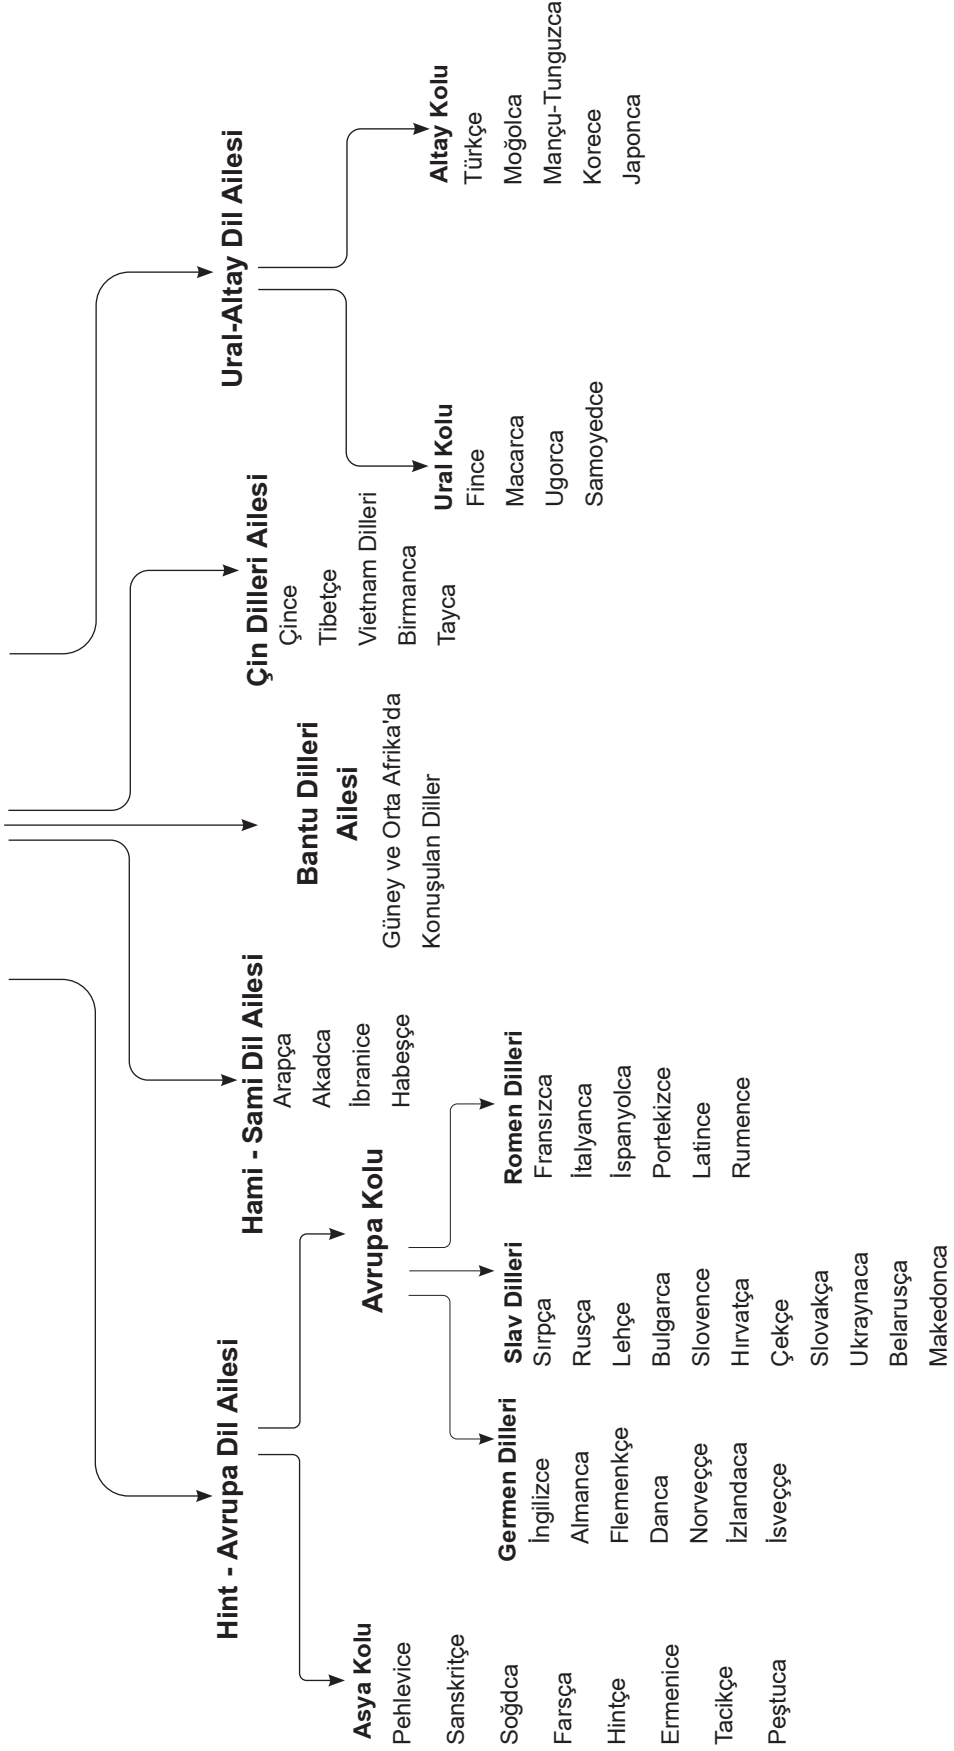 Hint - Avrupa Dil Ailesi
Asya Kolu
Pehlevice
Sanskritçe
Soğdca
Farsça
Hintçe
Ermenice
Tacikçe
Peştuca
Avrupa Kolu
Germen Dilleri
İngilizce
Almanca
Flemenkçe
Danca
Norveççe
İzlandaca
İsveççe
Slav Dilleri
Sırpça
Rusça
Lehçe
Bulgarca
Slovence
Hırvatça
Çekçe
Slovakça
Ukraynaca
Belarusça
Makedonca
Romen Dilleri
Fransızca
İtalyanca
İspanyolca
Portekizce
Latince
Rumence
Hami - Sami Dil Ailesi
Arapça
Akadca
İbranice
Habeşçe
Bantu Dilleri
Ailesi
Güney ve Orta Afrika'da
Konuşulan Diller
Çin Dilleri Ailesi
Çince
Tibetçe
Vietnam Dilleri
Birmanca
Tayca
Ural-Altay Dil Ailesi
Ural Kolu
Fince
Macarca
Ugorca
Samoyedce
Altay Kolu
Türkçe
Moğolca
Mançu-Tunguzca
Korece
Japonca